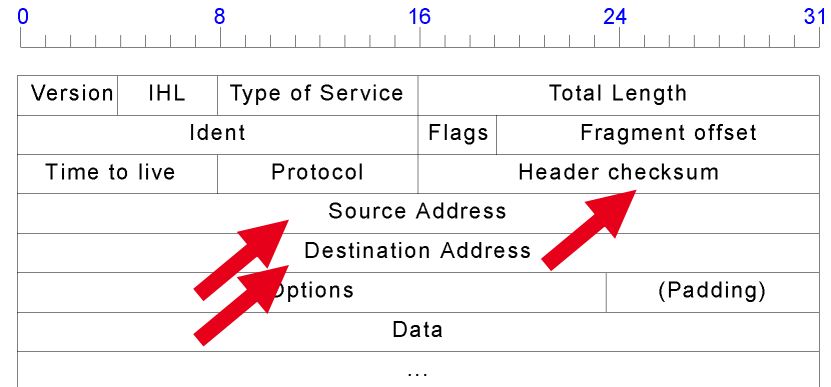 0 8 16 24 31
Version IHL Type of Service Total Length
Ident Flags Fragment offset
Time to live Protocol Header checksum
Source Address
Destination Address
Options (Padding)
Data
...